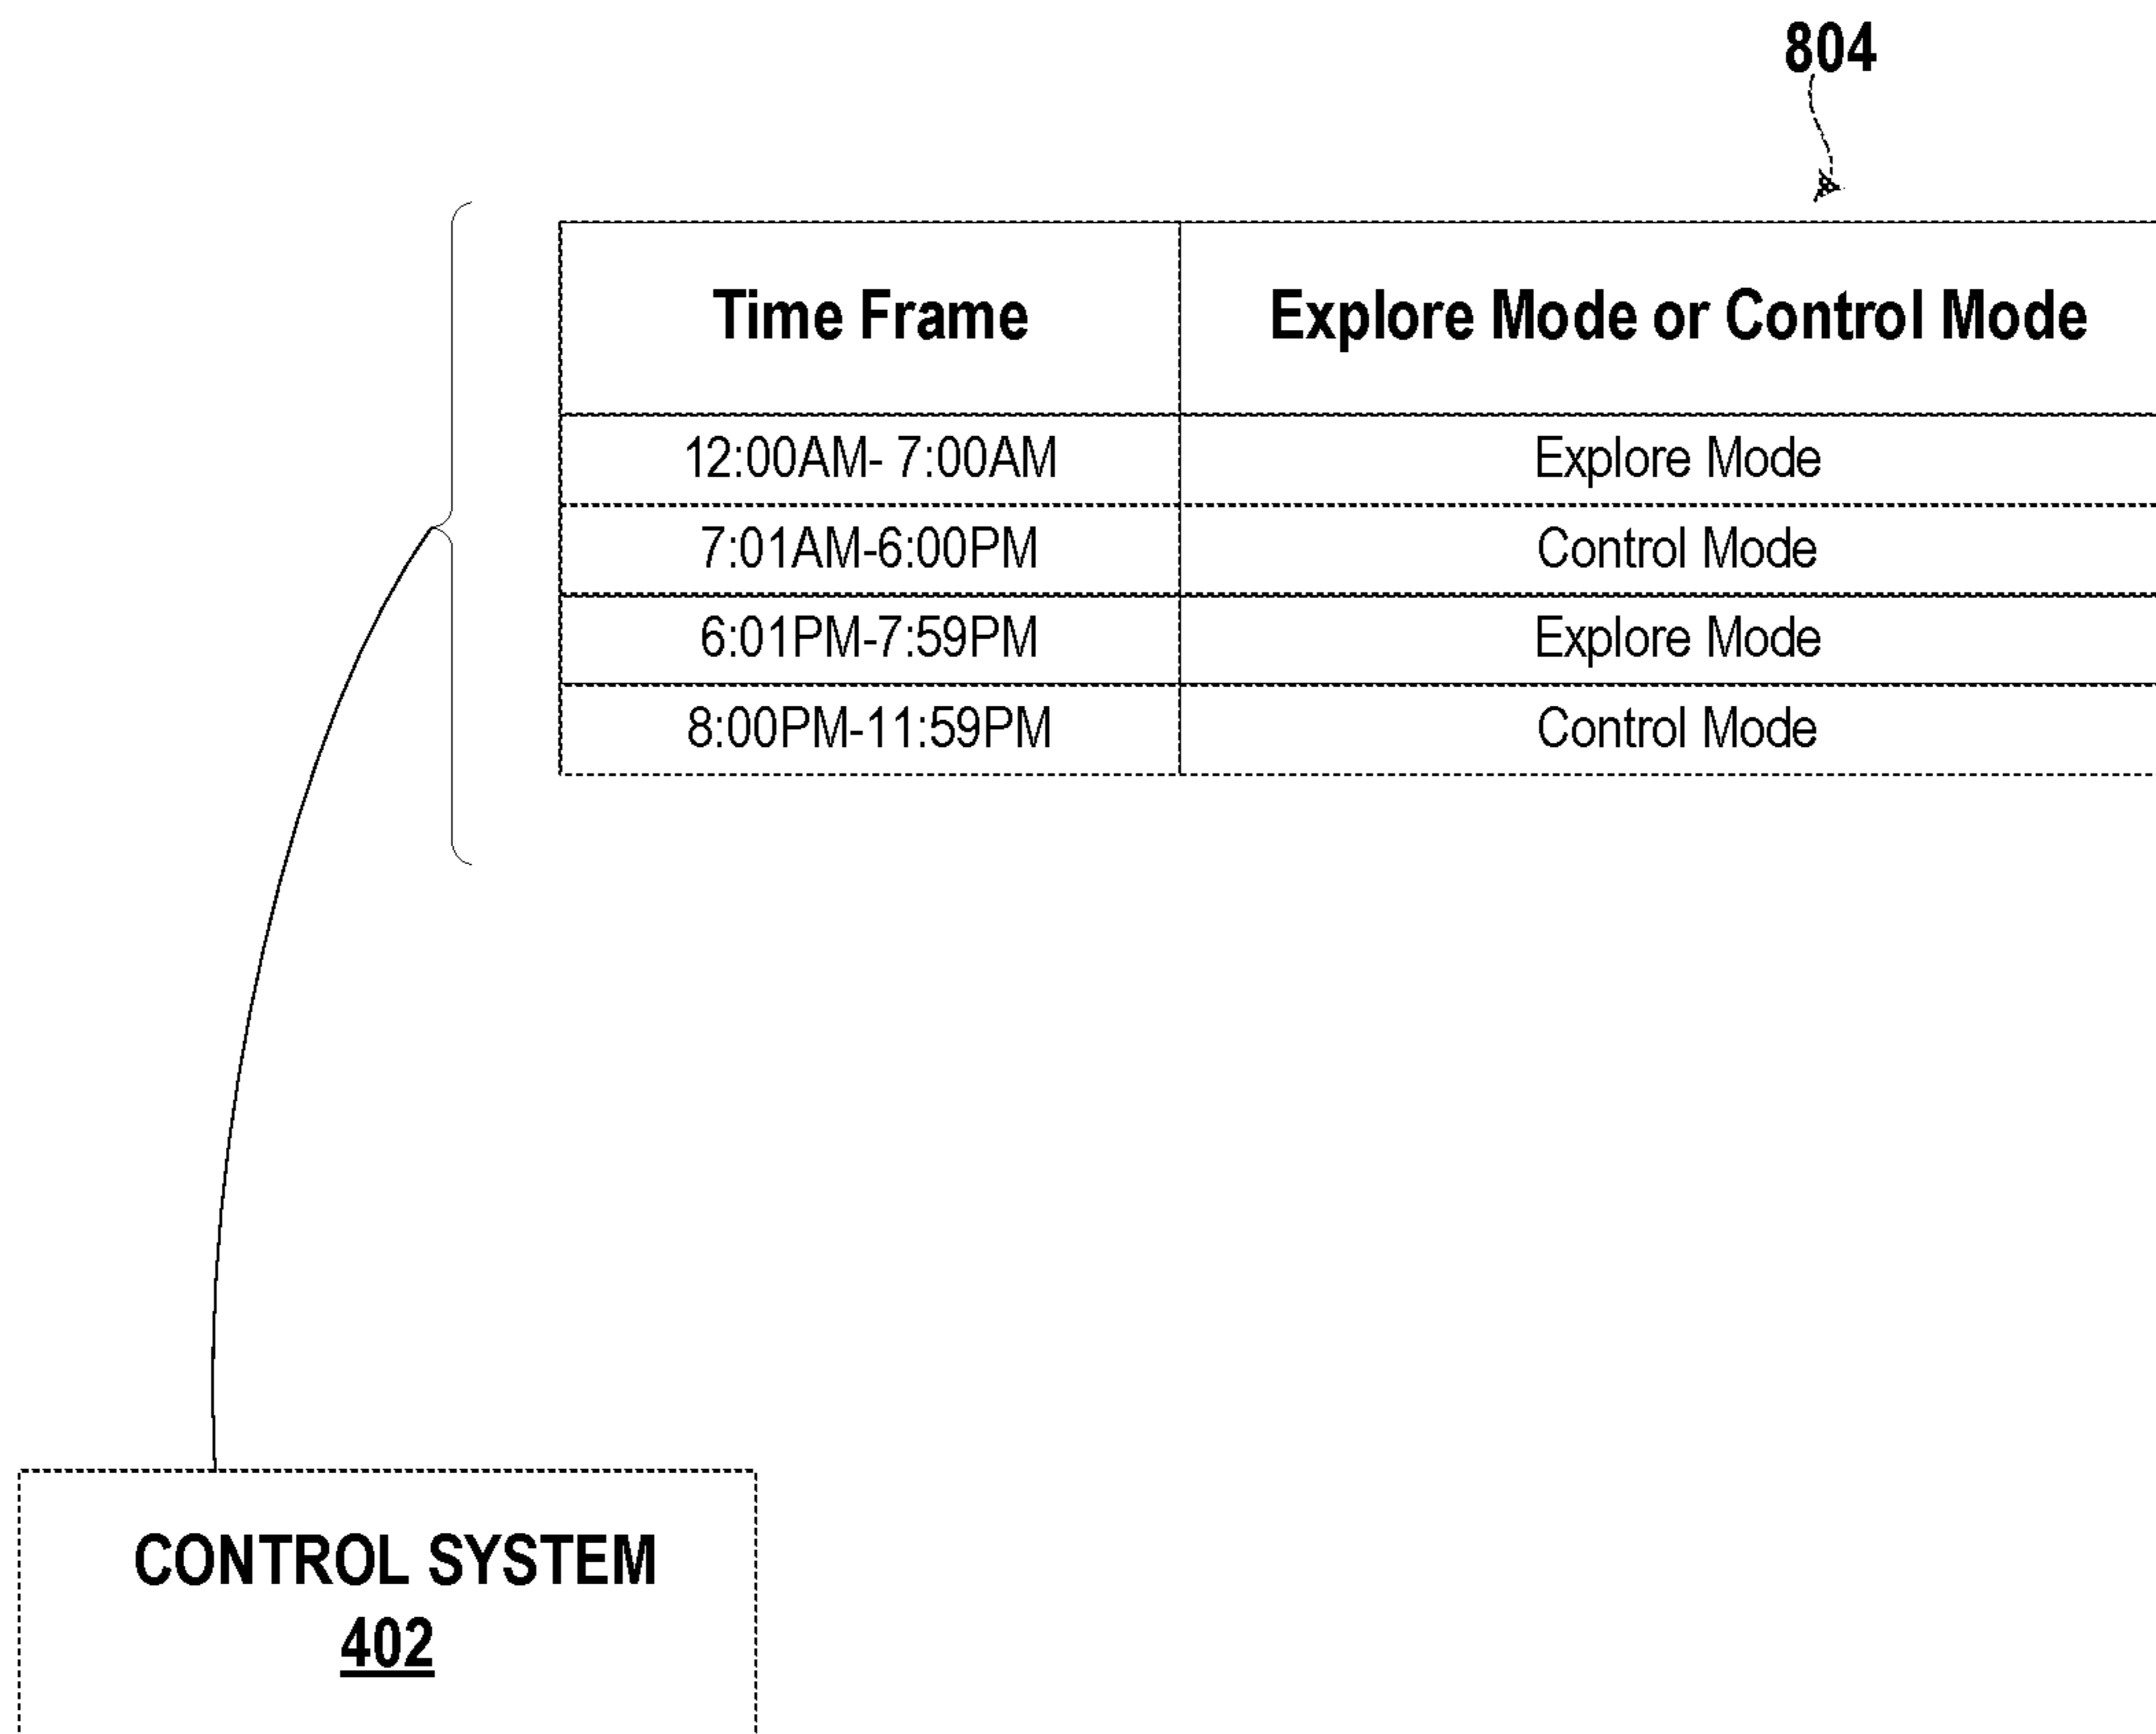 804
Time Frame Explore Mode or Control Mode
12:00AM- 7:00AM Explore Mode
7:01AM-6:00PM Control Mode
6:01PM-7:59PM Explore Mode
8:00PM-11:59PM Control Mode
CONTROL SYSTEM
402